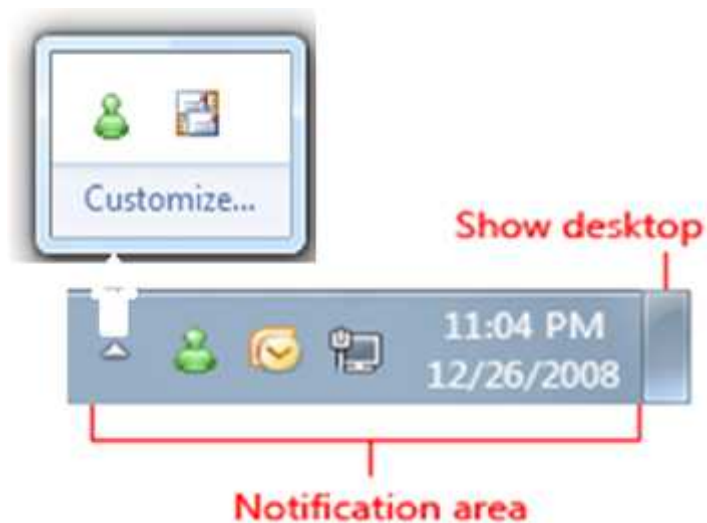 Customize...
Show desktop
11:04 PM
12/26/2008
Notification area